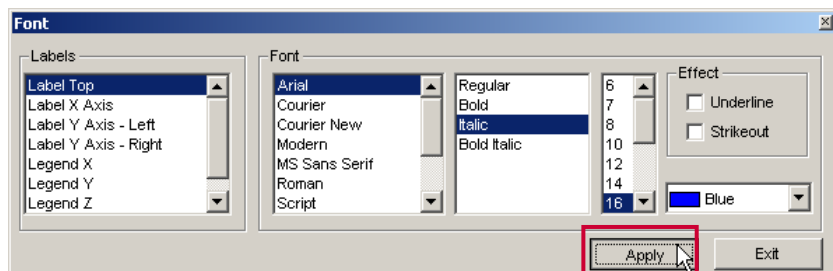 Font
Labels
Label Top
Label X Axis
Label Y Axis - Left
Label Y Axis - Right
Legend X
Legend Y
Legend Z
Font
Arial
Courier
Courier New
Modern
MS Sans Serif
Roman
Script
Regular
Bold
Italic
Bold Italic
6
7
8
10
12
14
16
Effect
Underline
Strikeout
Blue
Apply
Exit